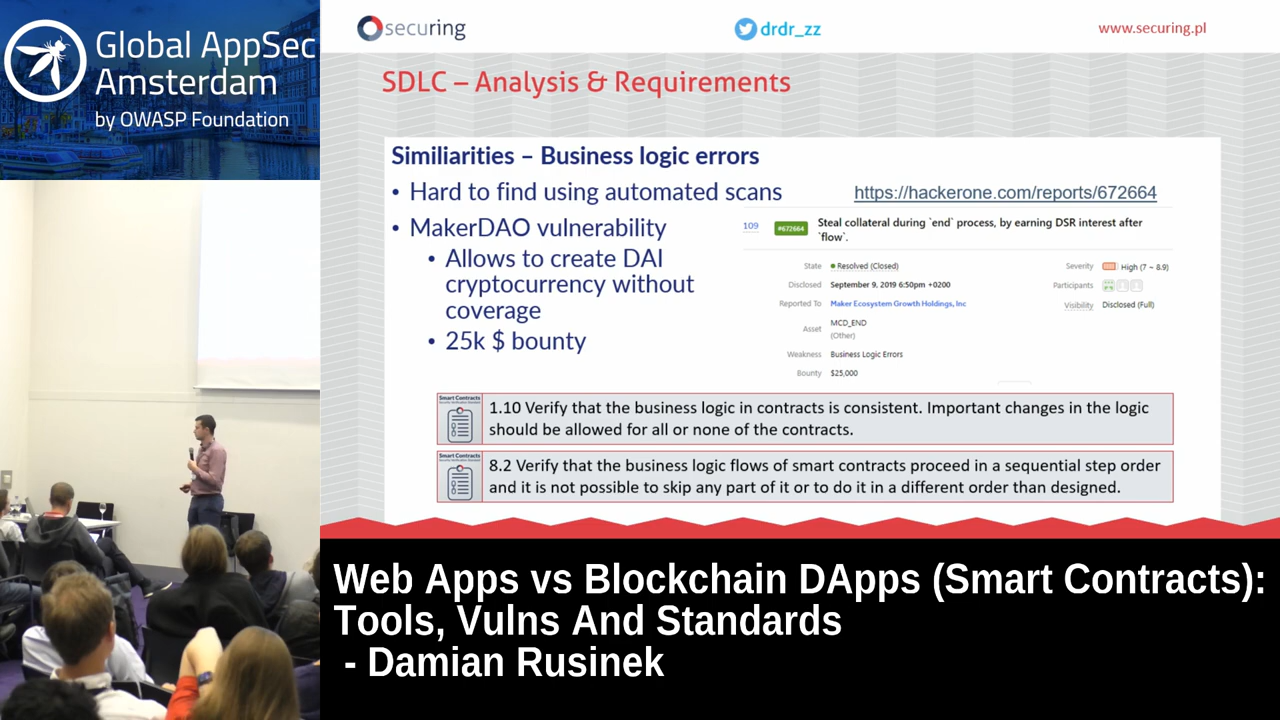 Global AppSec
Amsterdam
by OWASP Foundation
securing
drdr_zz
www.securing.pl
SDLC – Analysis & Requirements
Similiarities – Business logic errors
• Hard to find using automated scans
https://hackerone.com/reports/672664
• MakerDAO vulnerability
• Allows to create DAI
cryptocurrency without
coverage
• 25k $ bounty
109
#672664
Steal collateral during `end` process, by earning DSR interest after
`flow`.
State
Resolved (Closed)
Severity
High (7 ~ 8.9)
Disclosed
September 9, 2019 6:50pm +0200
Participants
Reported To
Maker Ecosystem Growth Holdings, Inc
Visibility
Disclosed (Full)
Asset
MCD_END
(Other)
Weakness
Business Logic Errors
Bounty
$25,000
Smart Contracts
1.10 Verify that the business logic in contracts is consistent. Important changes in the logic
should be allowed for all or none of the contracts.
Smart Contracts
8.2 Verify that the business logic flows of smart contracts proceed in a sequential step order
and it is not possible to skip any part of it or to do it in a different order than designed.
Web Apps vs Blockchain DApps (Smart Contracts):
Tools, Vulns And Standards
- Damian Rusinek